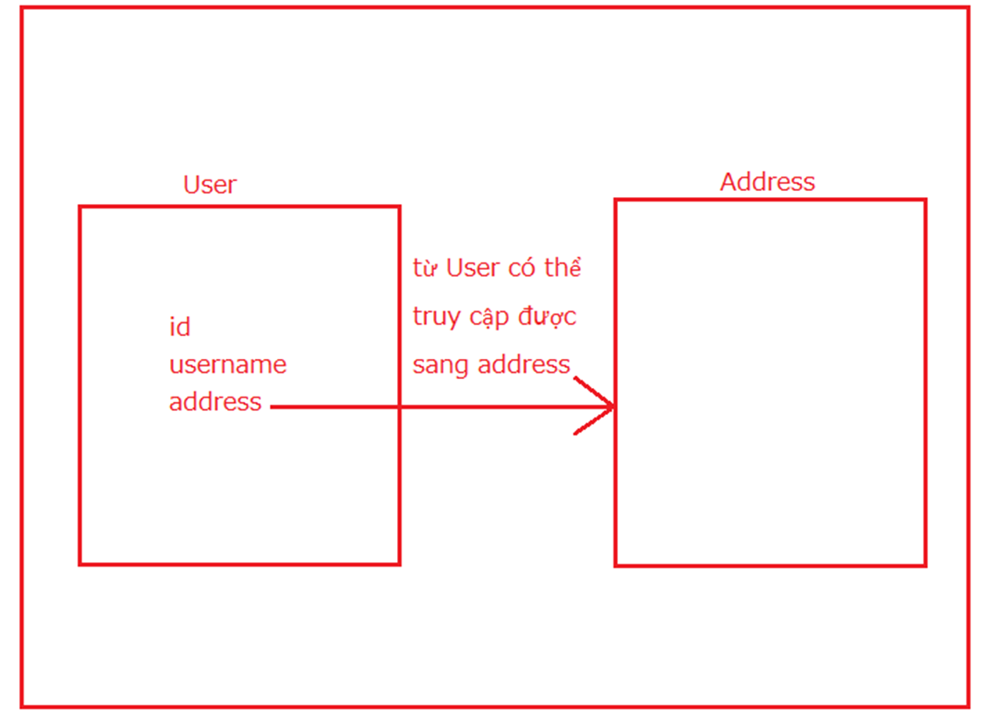 User
Address
từ User có thể
truy cập được
sang address
id
username
address